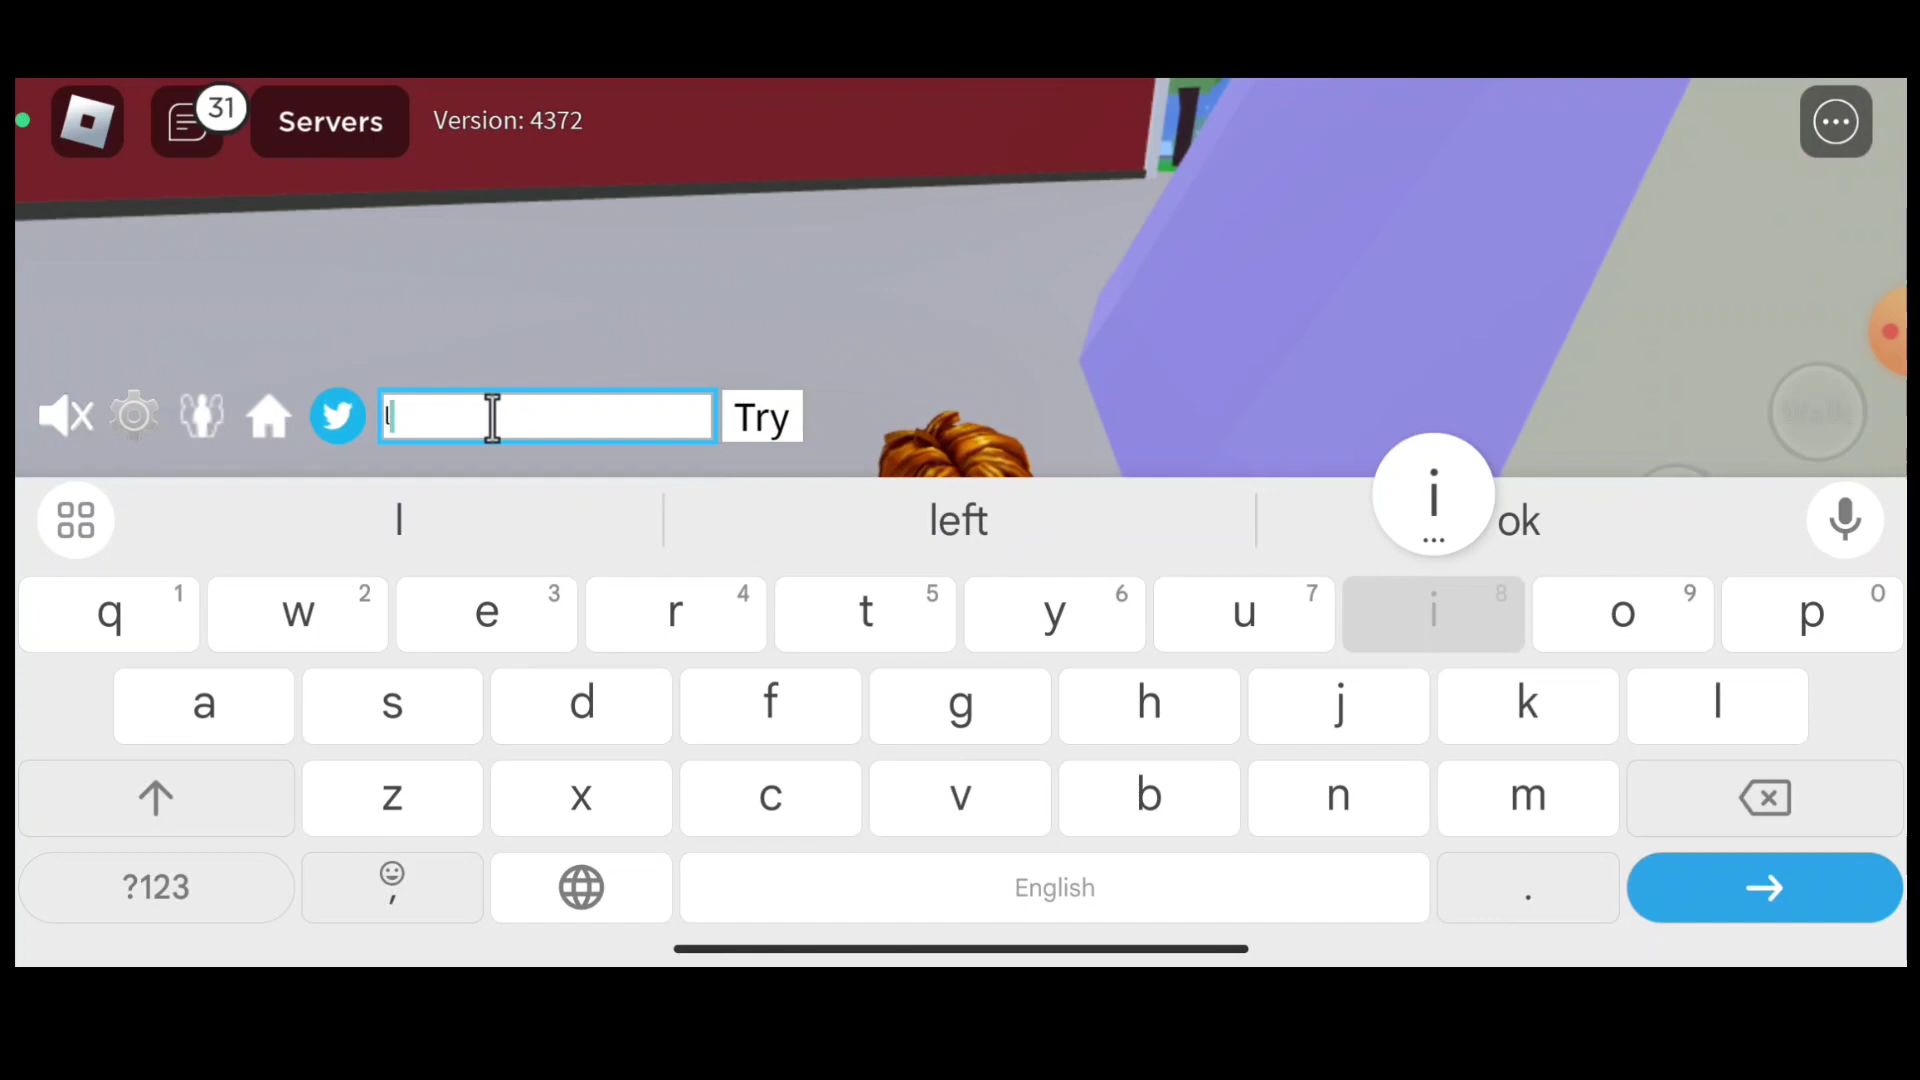 31
Servers
Version: 4372
l
Try
l
left
i
...
ok
q 1 w 2 e 3 r 4 t 5 y 6 u 7 i 8 o 9 p 0
a s d f g h j k l
z x c v b n m
?123
,
English
.